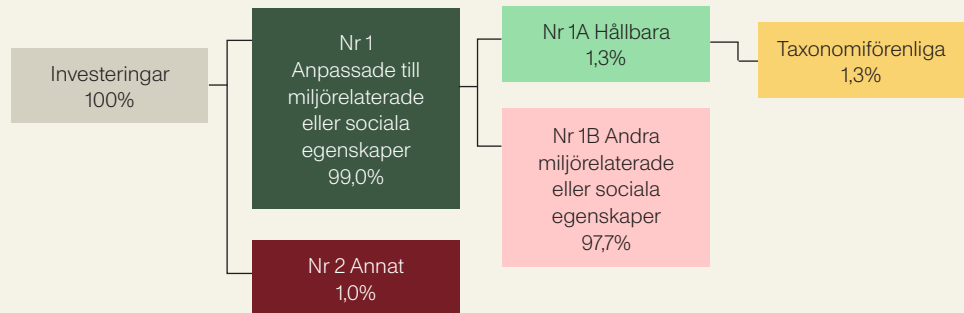 Investeringar
100%
Nr 1
Anpassade till
miljörelaterade
eller sociala
egenskaper
99,0%
Nr 2 Annat
1,0%
Nr 1A Hållbara
1,3%
Nr 1B Andra
miljörelaterade
eller sociala
egenskaper
97,7%
Taxonomiförenliga
1,3%